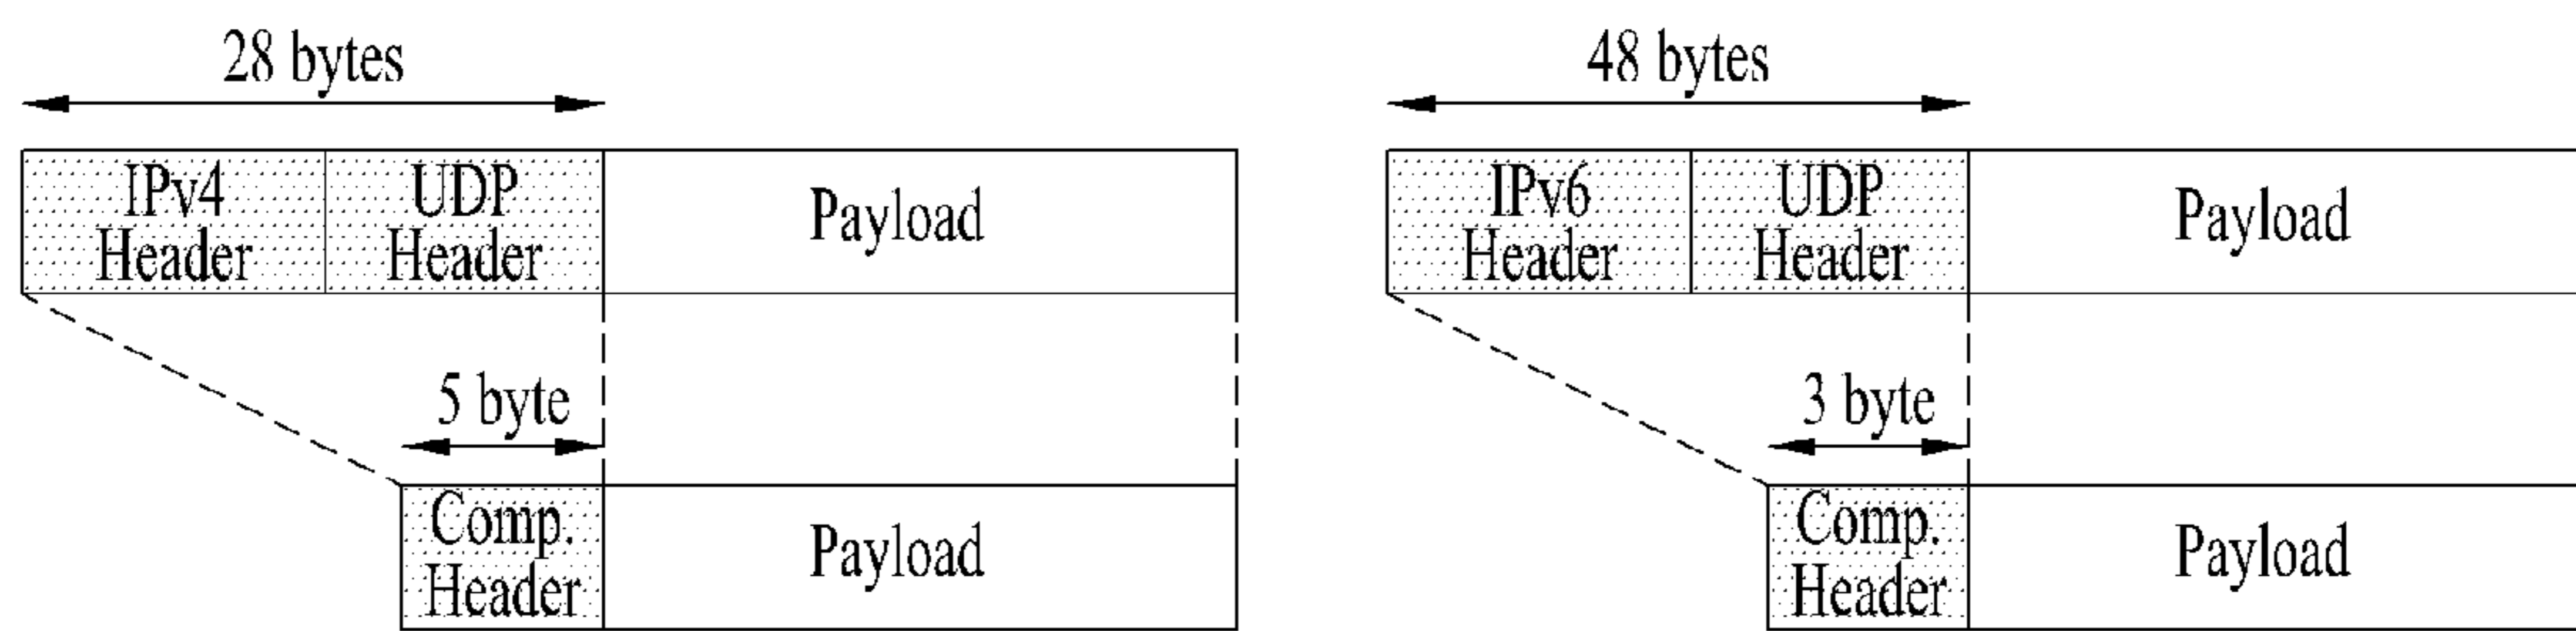 28 bytes
IPv4
Header
UDP
Header
Payload
5 byte
Comp.
Header
Payload
48 bytes
IPv6
Header
UDP
Header
Payload
3 byte
Comp.
Header
Payload